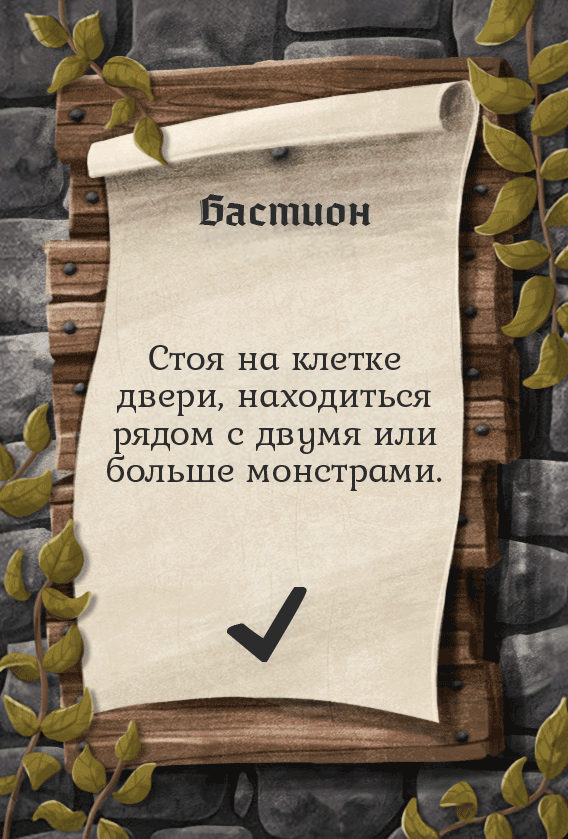 Бастион
Стоя на клетке
двери, находиться
рядом с двумя или
больше монстрами.